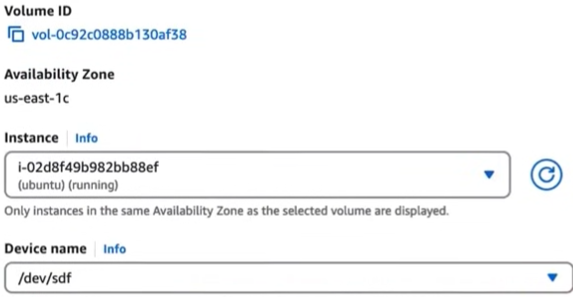 Volume ID
vol-0c92c0888b130af38
Availability Zone
us-east-1c
Instance Info
i-02d8f49b982bb88ef
(ubuntu) (running)
Only instances in the same Availability Zone as the selected volume are displayed.
Device name Info
/dev/sdf